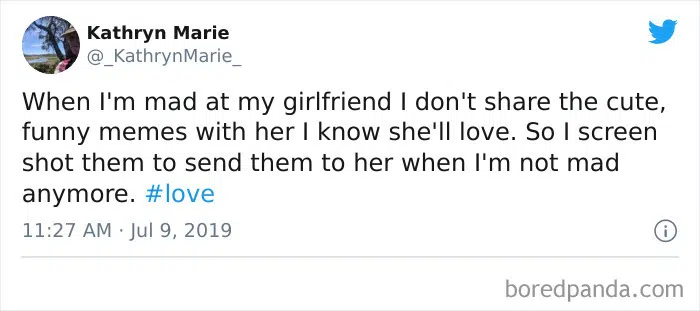 Kathryn Marie
@_KathrynMarie_
When I'm mad at my girlfriend I don't share the cute,
funny memes with her I know she'll love. So I screen
shot them to send them to her when I'm not mad
anymore. #love
11:27 AM · Jul 9, 2019
boredpanda.com